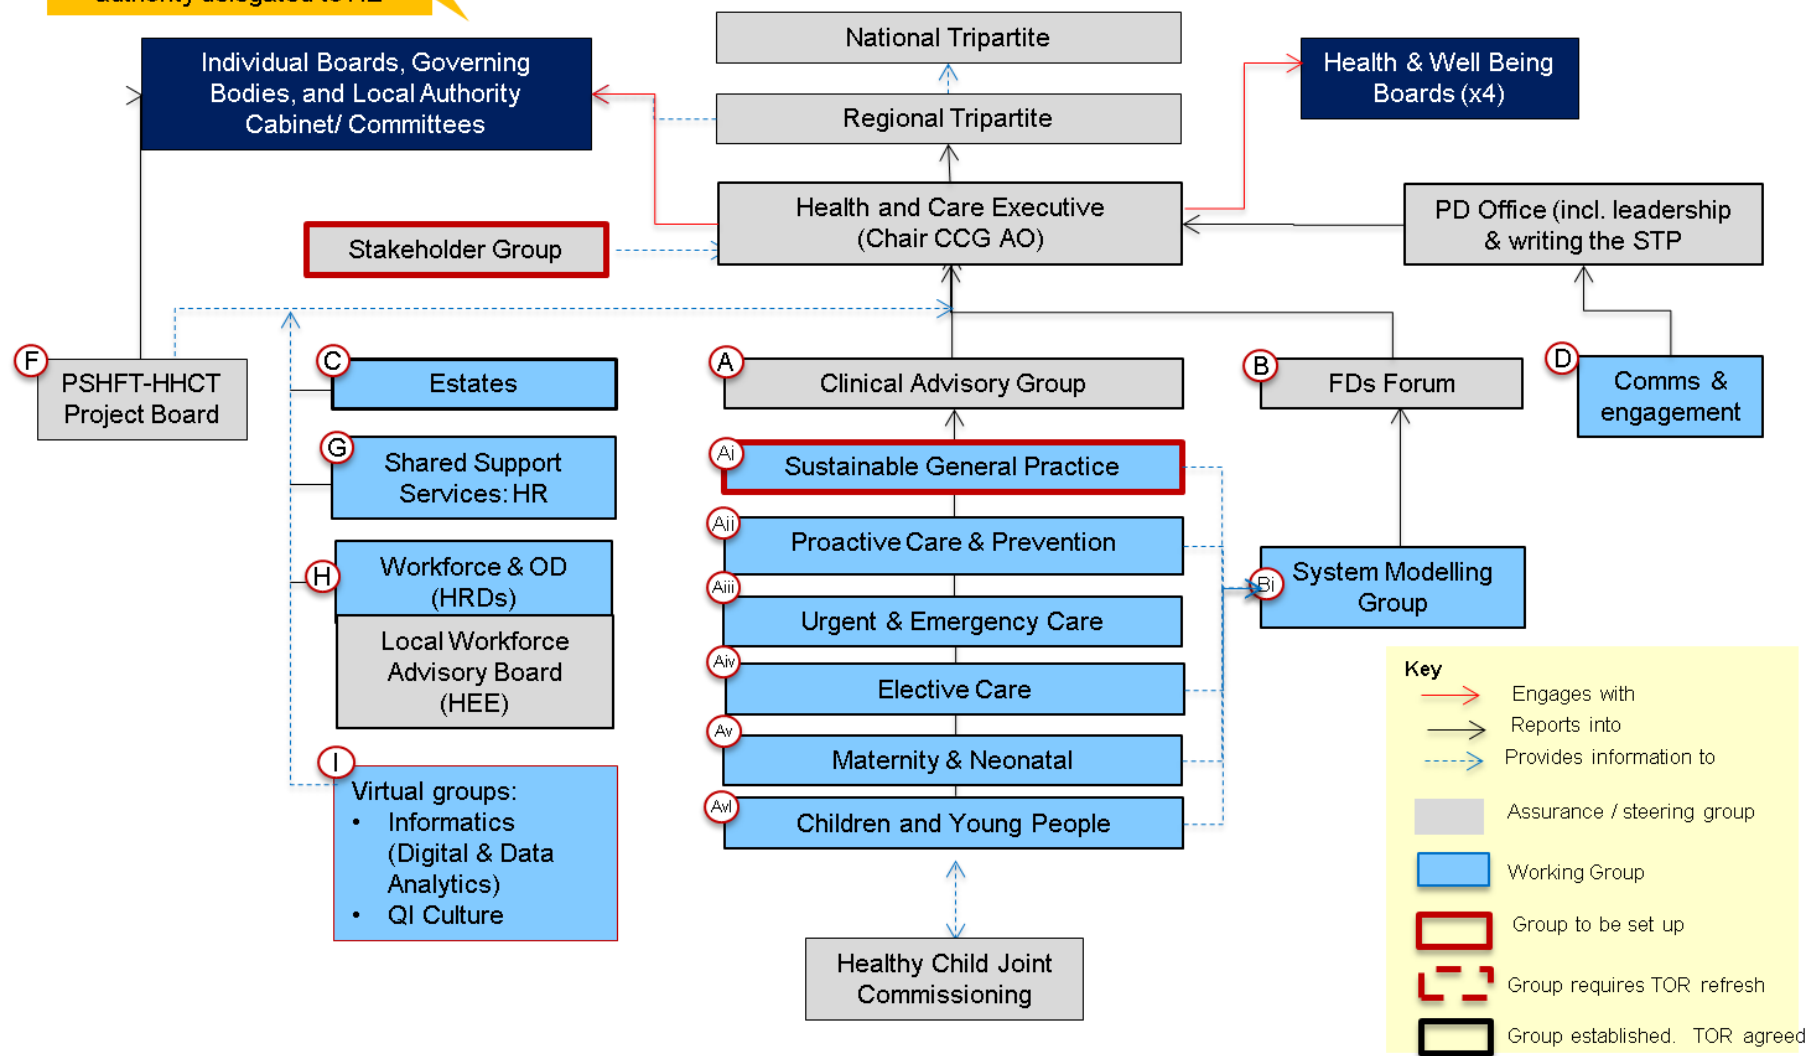 National Tripartite
Individual Boards, Governing
Bodies, and Local Authority
Cabinet/ Committees
Health & Well Being
Boards (x4)
Regional Tripartite
Health and Care Executive
(Chair CCG AO)
PD Office (incl. leadership
& writing the STP
Stakeholder Group
F
PSHFT-HHCT
Project Board
C
Estates
A
Clinical Advisory Group
B
FDs Forum
D
Comms &
engagement
G
Shared Support
Services: HR
Ai
Sustainable General Practice
Aii
Proactive Care & Prevention
H
Workforce & OD
(HRDs)
Local Workforce
Advisory Board
(HEE)
Aiii
Urgent & Emergency Care
Bi
System Modelling
Group
Aiv
Elective Care
Av
Maternity & Neonatal
AvI
Children and Young People
I
Virtual groups:
• Informatics
(Digital & Data
Analytics)
• QI Culture
Healthy Child Joint
Commissioning
Key
Engages with
Reports into
Provides information to
Assurance / steering group
Working Group
Group to be set up
Group requires TOR refresh
Group established. TOR agreed